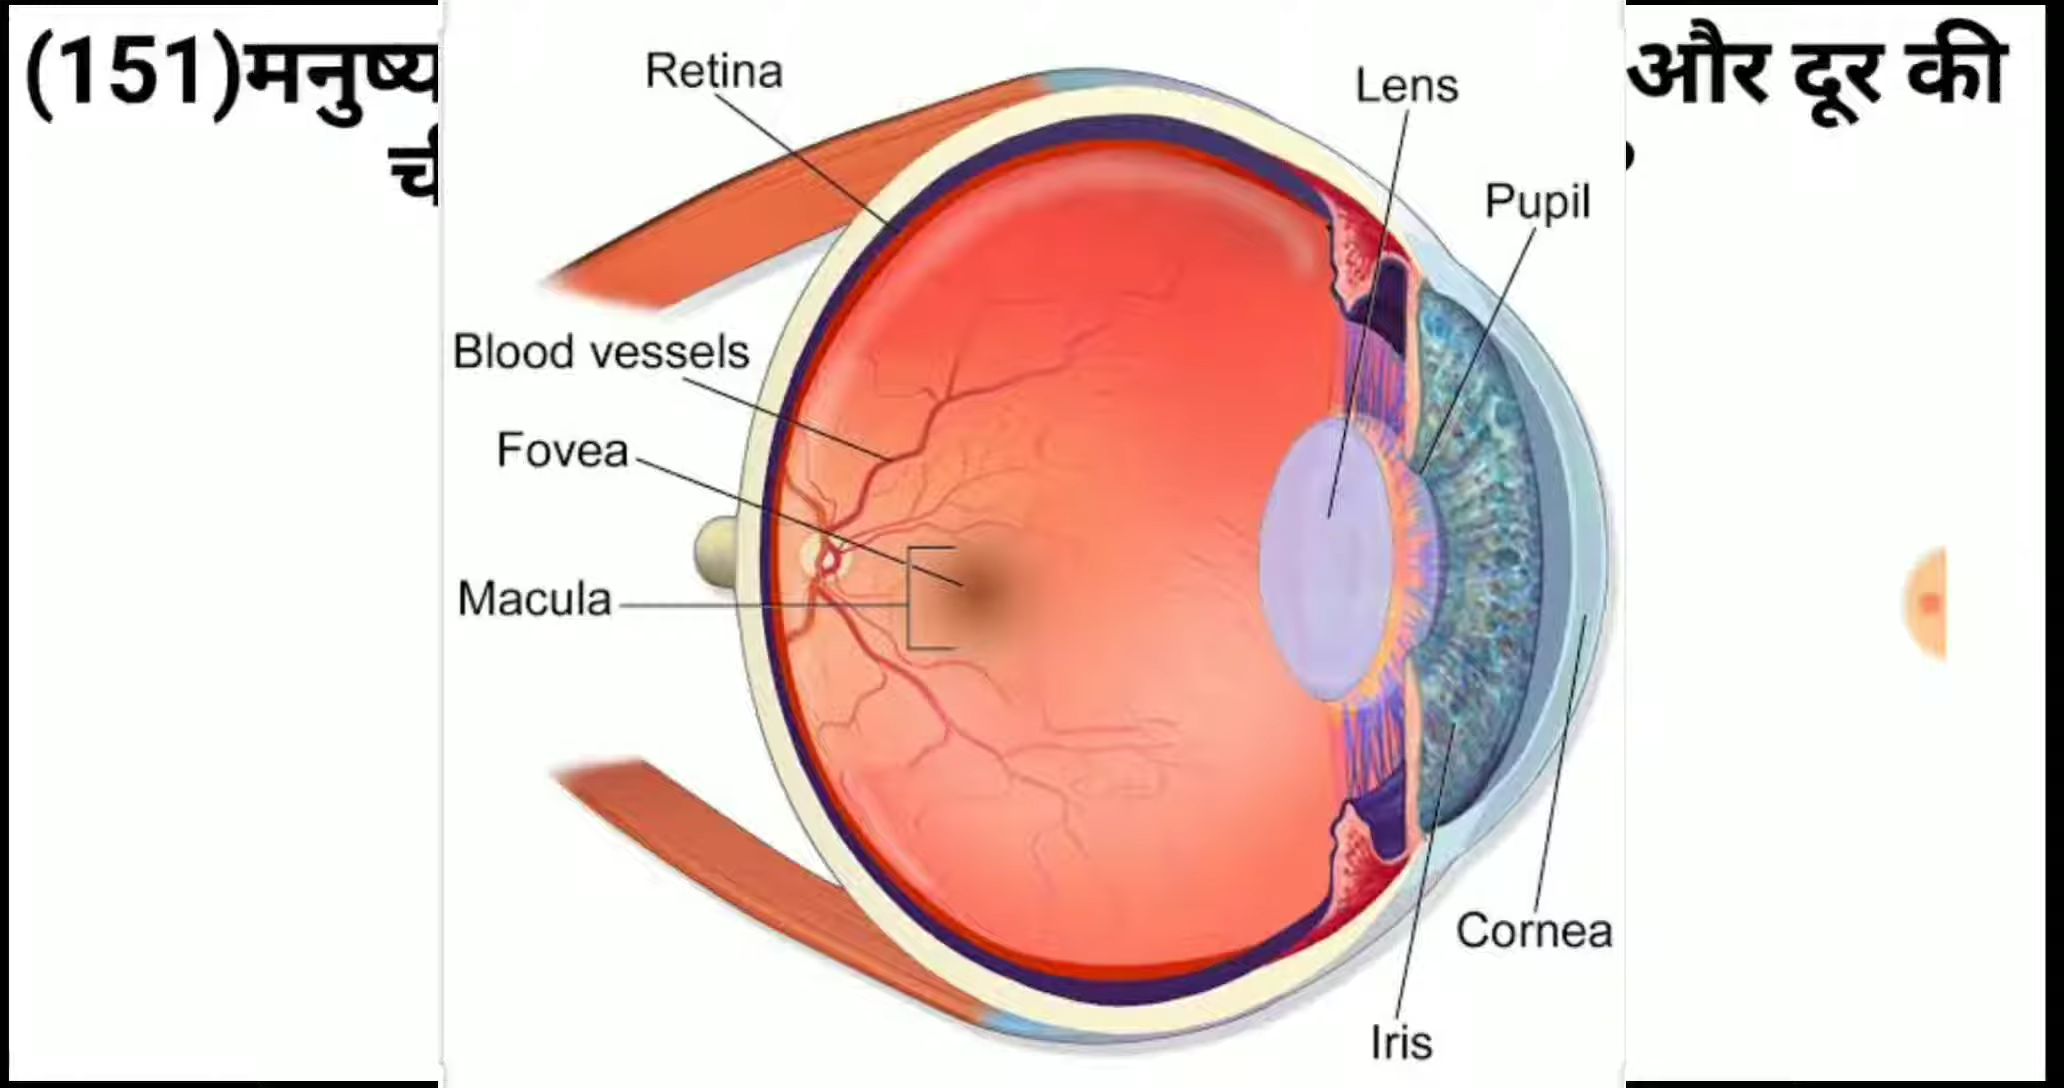 (151)मनुष्य और दूर की
Retina
Lens
Pupil
Blood vessels
Fovea
Macula
Cornea
Iris